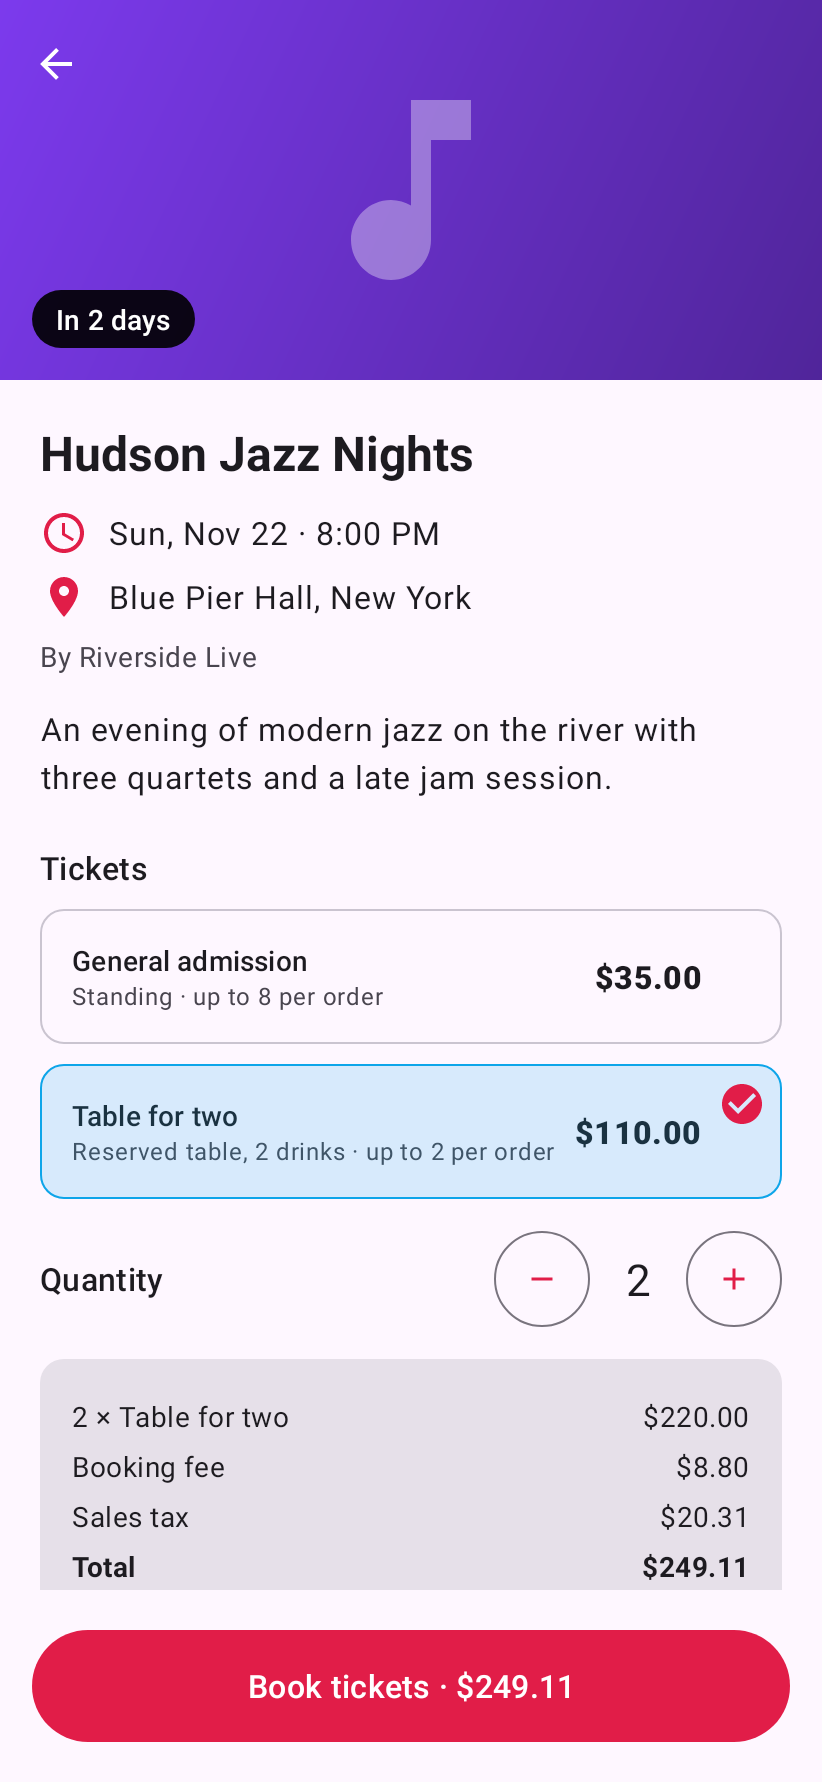 In 2 days
Hudson Jazz Nights
Sun, Nov 22 · 8:00 PM
Blue Pier Hall, New York
By Riverside Live
An evening of modern jazz on the river with
three quartets and a late jam session.
Tickets
General admission
$35.00
Standing · up to 8 per order
Table for two
$110.00
Reserved table, 2 drinks · up to 2 per order
Quantity
− 2 +
2 × Table for two $220.00
Booking fee $8.80
Sales tax $20.31
Total $249.11
Book tickets · $249.11